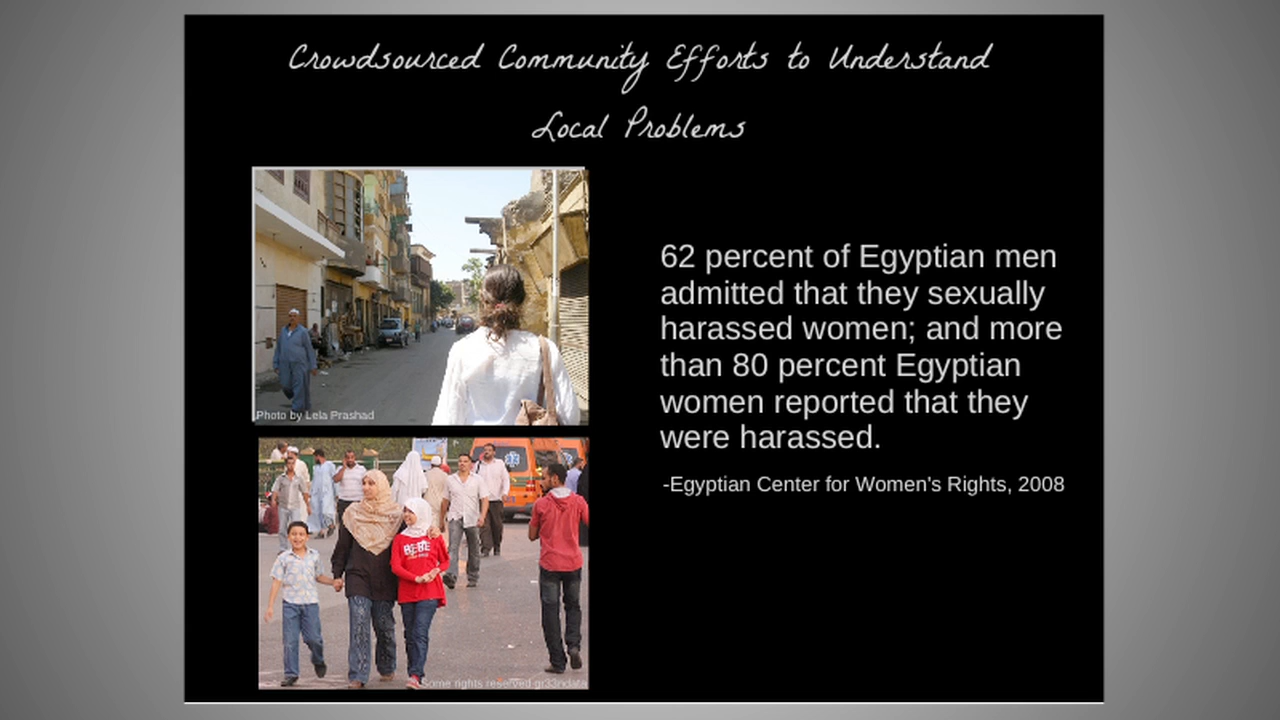 Crowdsourced Community Efforts to Understand
Local Problems
Photo by Lela Prashad
62 percent of Egyptian men
admitted that they sexually
harassed women; and more
than 80 percent Egyptian
women reported that they
were harassed.
-Egyptian Center for Women's Rights, 2008
BEBE
Some rights reserved gr33ndata